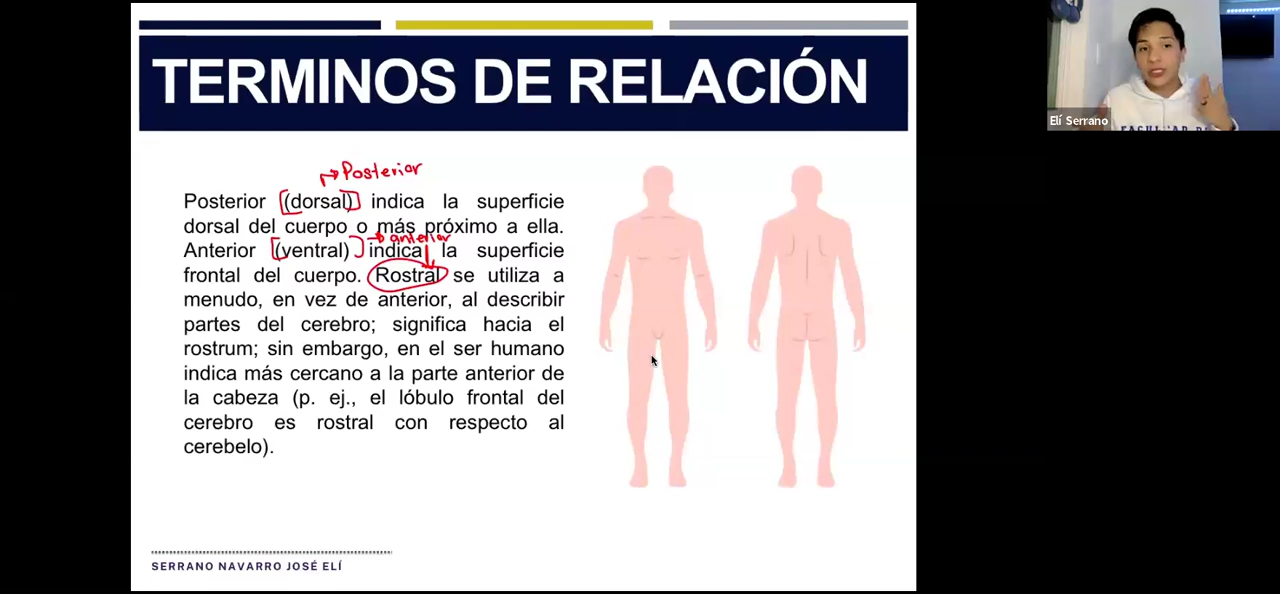 TERMINOS DE RELACIÓN
Elí Serrano
Posterior
Posterior (dorsal) indica la superficie
dorsal del cuerpo o más próximo a ella.
anterior
Anterior (ventral) indica la superficie
frontal del cuerpo. Rostral se utiliza a
menudo, en vez de anterior, al describir
partes del cerebro; significa hacia el
rostrum; sin embargo, en el ser humano
indica más cercano a la parte anterior de
la cabeza (p. ej., el lóbulo frontal del
cerebro es rostral con respecto al
cerebelo).
SERRANO NAVARRO JOSÉ ELÍ